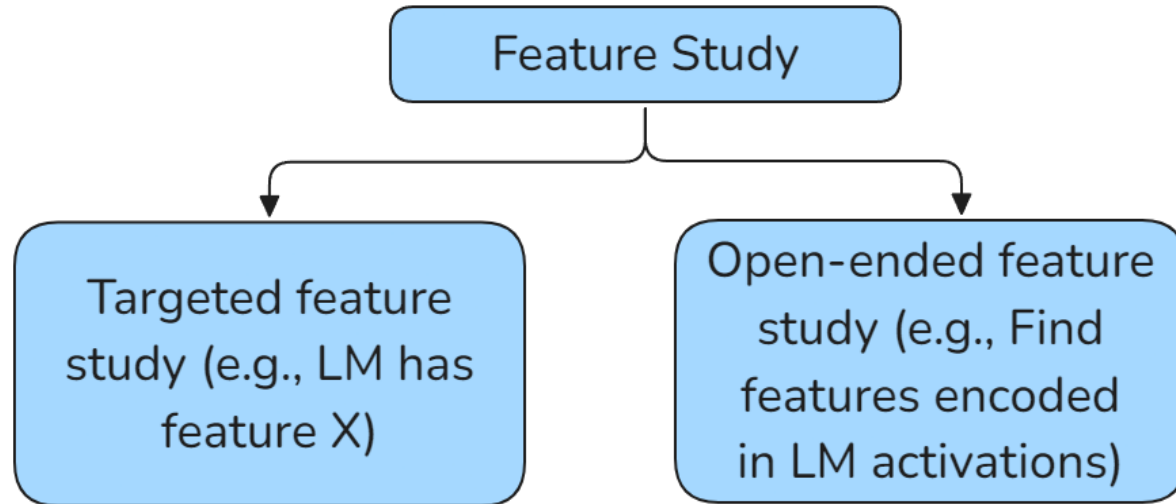 Feature Study
Targeted feature
study (e.g., LM has
feature X)
Open-ended feature
study (e.g., Find
features encoded
in LM activations)